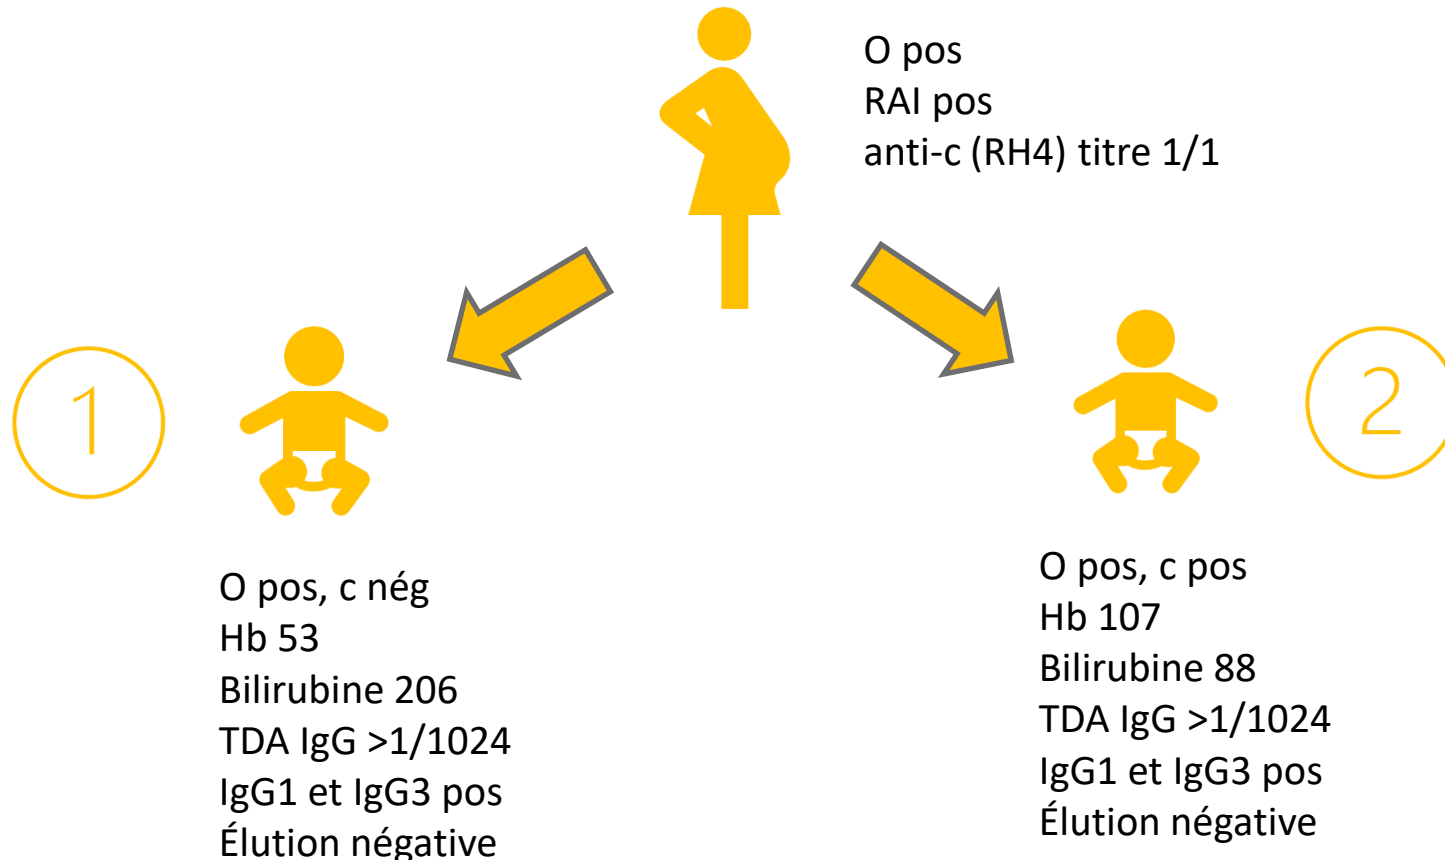 O pos
RAI pos
anti-c (RH4) titre 1/1
1
O pos, c nég
Hb 53
Bilirubine 206
TDA IgG >1/1024
IgG1 et IgG3 pos
Élution négative
2
O pos, c pos
Hb 107
Bilirubine 88
TDA IgG >1/1024
IgG1 et IgG3 pos
Élution négative